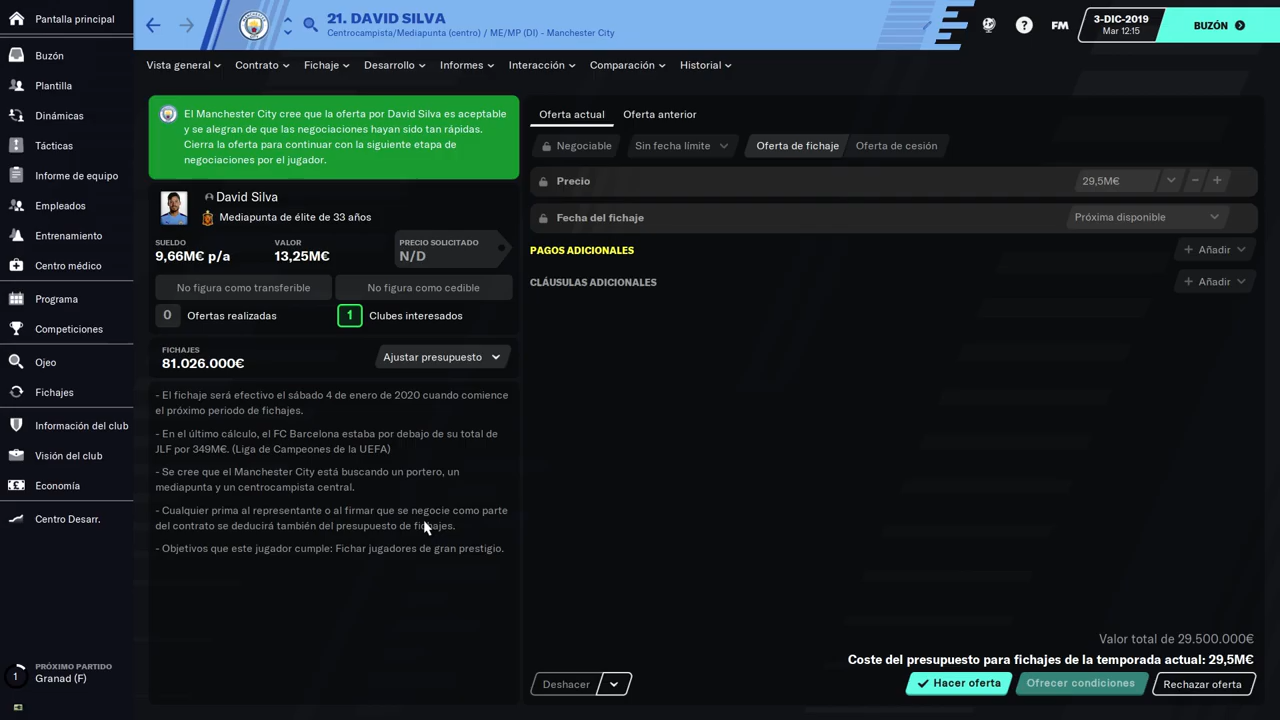 Pantalla principal
Buzón
Plantilla
Dinámicas
Tácticas
Informe de equipo
Empleados
Entrenamiento
Centro médico
Programa
Competiciones
Ojeo
Fichajes
Información del club
Visión del club
Economía
Centro Desarr.
1
PRÓXIMO PARTIDO
Granad (F)
21. DAVID SILVA
Centrocampista/Mediapunta (centro) / ME/MP (DI) - Manchester City
FM
3-DIC-2019
Mar 12:15
BUZÓN
Vista general
Contrato
Fichaje
Desarrollo
Informes
Interacción
Comparación
Historial
El Manchester City cree que la oferta por David Silva es aceptable
y se alegran de que las negociaciones hayan sido tan rápidas.
Cierra la oferta para continuar con la siguiente etapa de
negociaciones por el jugador.
David Silva
Mediapunta de élite de 33 años
SUELDO
9,66M€ p/a
VALOR
13,25M€
PRECIO SOLICITADO
N/D
No figura como transferible
No figura como cedible
0 Ofertas realizadas
1 Clubes interesados
FICHAJES
81.026.000€
Ajustar presupuesto
- El fichaje será efectivo el sábado 4 de enero de 2020 cuando comience
el próximo periodo de fichajes.
- En el último cálculo, el FC Barcelona estaba por debajo de su total de
JLF por 349M€. (Liga de Campeones de la UEFA)
- Se cree que el Manchester City está buscando un portero, un
mediapunta y un centrocampista central.
- Cualquier prima al representante o al firmar que se negocie como parte
del contrato se deducirá también del presupuesto de fichajes.
- Objetivos que este jugador cumple: Fichar jugadores de gran prestigio.
Oferta actual
Oferta anterior
Negociable
Sin fecha límite
Oferta de fichaje
Oferta de cesión
Precio
29,5M€
Fecha del fichaje
Próxima disponible
PAGOS ADICIONALES
+ Añadir
CLÁUSULAS ADICIONALES
+ Añadir
Valor total de 29.500.000€
Coste del presupuesto para fichajes de la temporada actual: 29,5M€
Deshacer
Hacer oferta
Ofrecer condiciones
Rechazar oferta